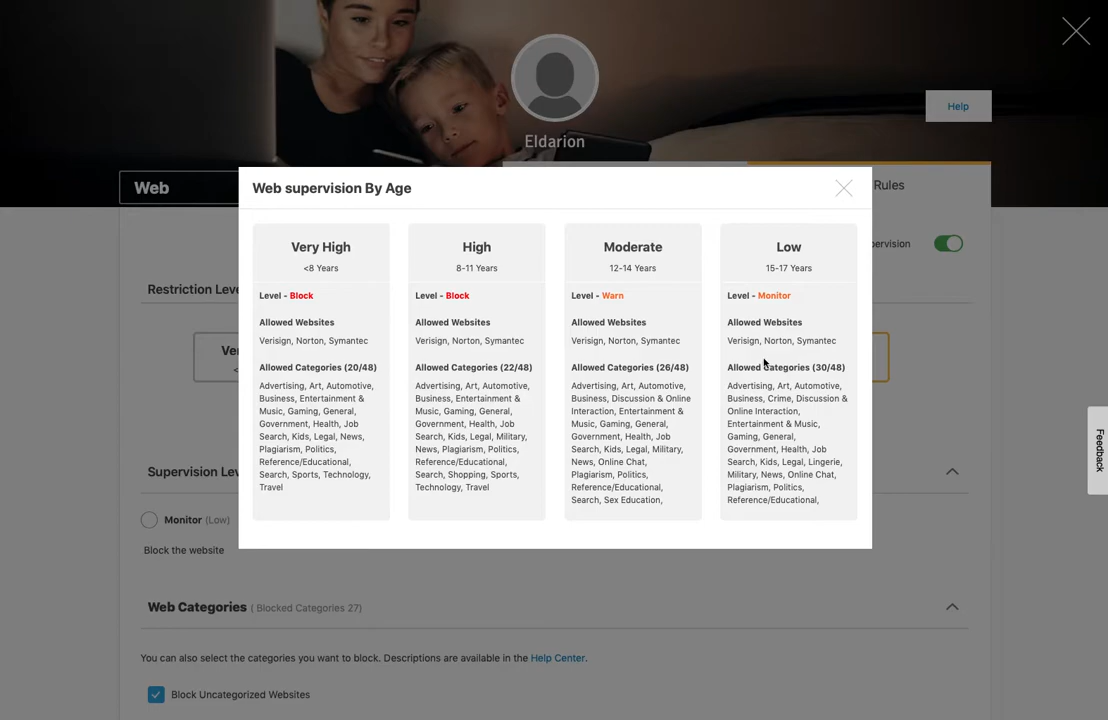 Help
Eldarion
Web
Rules
Web supervision By Age
pervision
Restriction Leve
Ve
<
Very High
<8 Years
Level - Block
Allowed Websites
Verisign, Norton, Symantec
Allowed Categories (20/48)
Advertising, Art, Automotive,
Business, Entertainment &
Music, Gaming, General,
Government, Health, Job
Search, Kids, Legal, News,
Plagiarism, Politics,
Reference/Educational,
Search, Sports, Technology,
Travel
High
8-11 Years
Level - Block
Allowed Websites
Verisign, Norton, Symantec
Allowed Categories (22/48)
Advertising, Art, Automotive,
Business, Entertainment &
Music, Gaming, General,
Government, Health, Job
Search, Kids, Legal, Military,
News, Plagiarism, Politics,
Reference/Educational,
Search, Shopping, Sports,
Technology, Travel
Moderate
12-14 Years
Level - Warn
Allowed Websites
Verisign, Norton, Symantec
Allowed Categories (26/48)
Advertising, Art, Automotive,
Business, Discussion & Online
Interaction, Entertainment &
Music, Gaming, General,
Government, Health, Job
Search, Kids, Legal, Military,
News, Online Chat,
Plagiarism, Politics,
Reference/Educational,
Search, Sex Education,
Low
15-17 Years
Level - Monitor
Allowed Websites
Verisign, Norton, Symantec
Allowed Categories (30/48)
Advertising, Art, Automotive,
Business, Crime, Discussion &
Online Interaction,
Entertainment & Music,
Gaming, General,
Government, Health, Job
Search, Kids, Legal, Lingerie,
Military, News, Online Chat,
Plagiarism, Politics,
Reference/Educational,
Feedback
Supervision Lev
Monitor (Low)
Block the website
Web Categories ( Blocked Categories 27)
You can also select the categories you want to block. Descriptions are available in the Help Center.
Block Uncategorized Websites